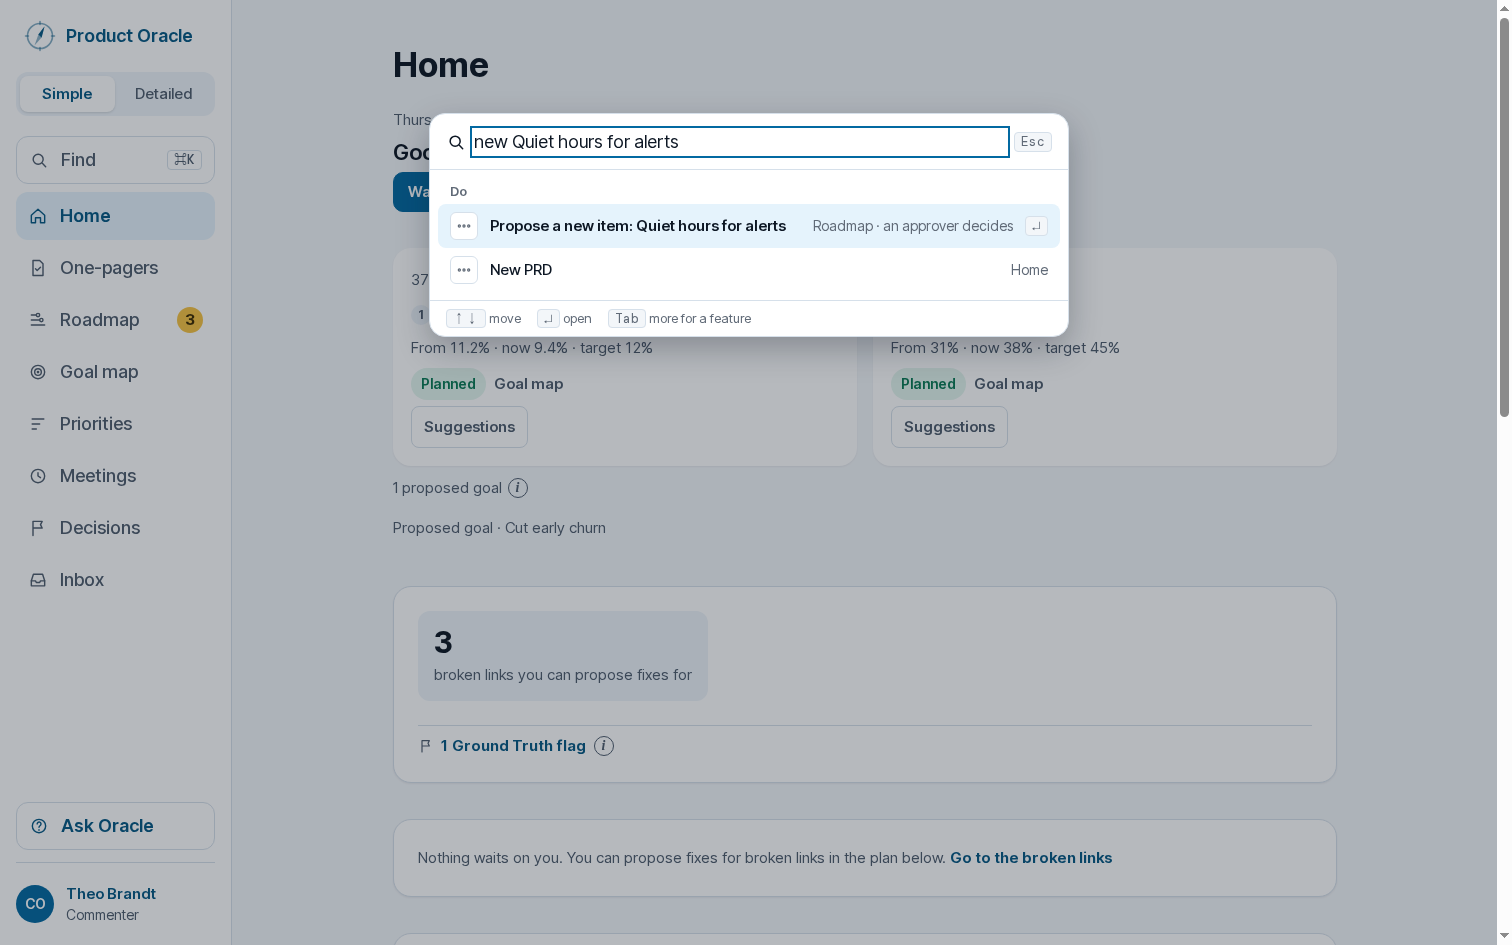 Product Oracle
Simple Detailed
Find ⌘K
Home
One-pagers
Roadmap 3
Goal map
Priorities
Meetings
Decisions
Inbox
Ask Oracle
CO
Theo Brandt
Commenter
Home
Thurs
new Quiet hours for alerts Esc
Do
Propose a new item: Quiet hours for alerts Roadmap · an approver decides ↵
New PRD Home
↑ ↓ move ↵ open Tab more for a feature
37
1
From 11.2% · now 9.4% · target 12%
Planned Goal map
Suggestions
From 31% · now 38% · target 45%
Planned Goal map
Suggestions
1 proposed goal i
Proposed goal · Cut early churn
3
broken links you can propose fixes for
1 Ground Truth flag i
Nothing waits on you. You can propose fixes for broken links in the plan below. Go to the broken links